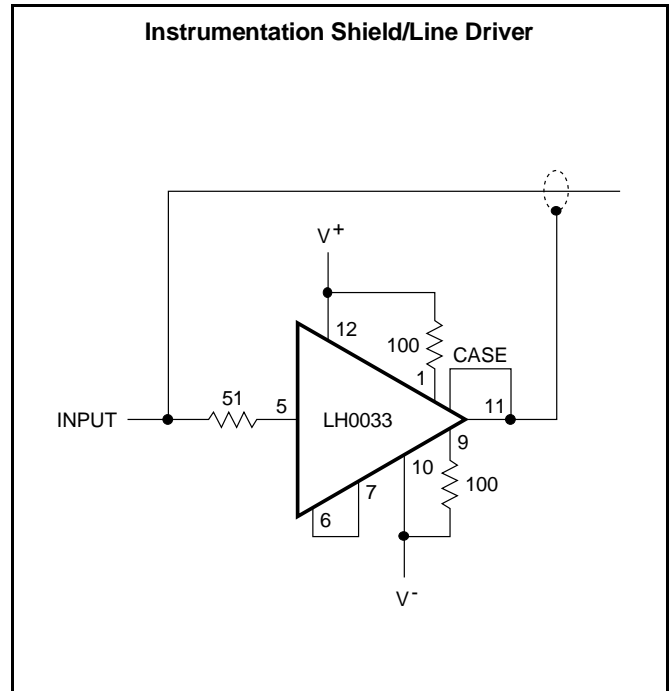 Instrumentation Shield/Line Driver
V+
12
100
CASE
1
51
INPUT
5
LH0033
11
9
10
7
100
6
V-